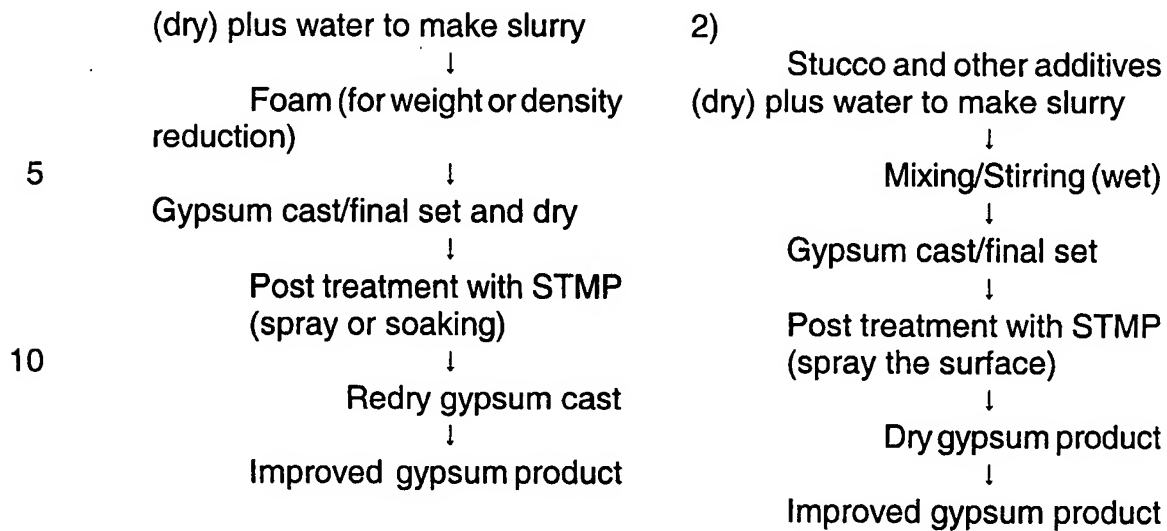 (dry) plus water to make slurry
↓
Foam (for weight or density
reduction)
5
↓
Gypsum cast/final set and dry
↓
Post treatment with STMP
(spray or soaking)
10
↓
Redry gypsum cast
↓
Improved gypsum product
2)
Stucco and other additives
(dry) plus water to make slurry
↓
Mixing/Stirring (wet)
↓
Gypsum cast/final set
↓
Post treatment with STMP
(spray the surface)
↓
Dry gypsum product
↓
Improved gypsum product